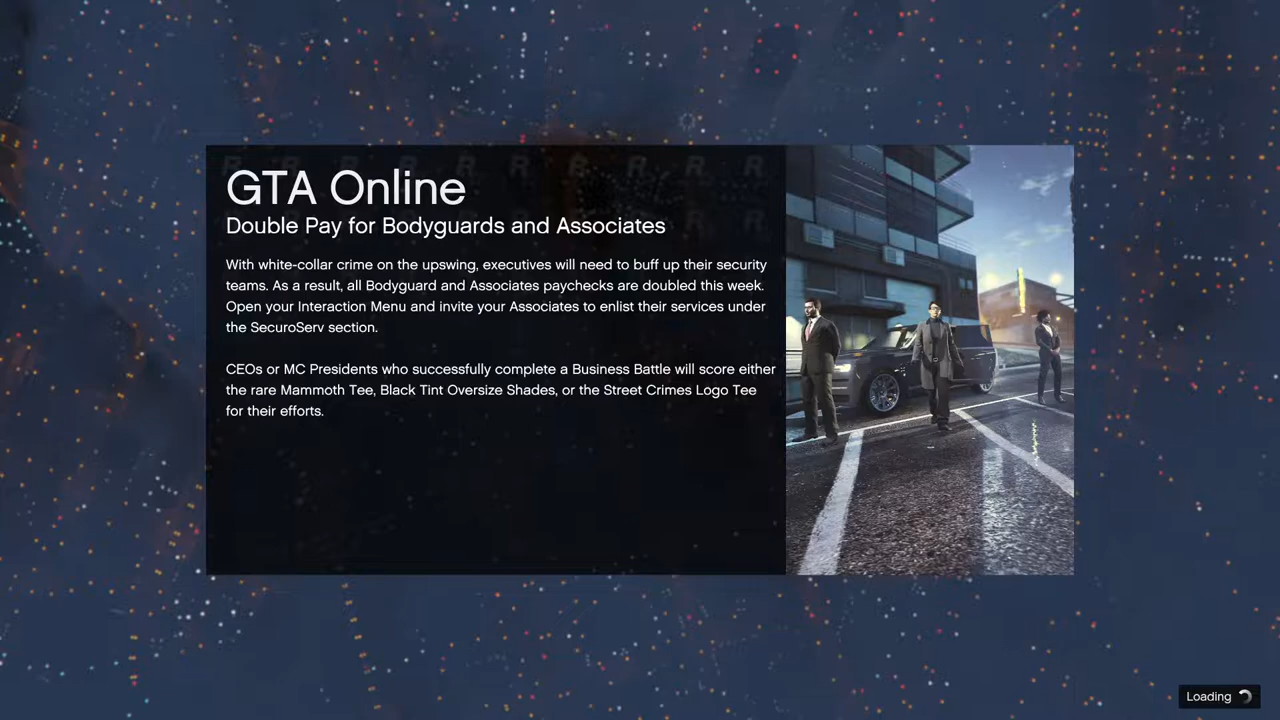 GTA Online
Double Pay for Bodyguards and Associates
With white-collar crime on the upswing, executives will need to buff up their security
teams. As a result, all Bodyguard and Associates paychecks are doubled this week.
Open your Interaction Menu and invite your Associates to enlist their services under
the SecuroServ section.
CEOs or MC Presidents who successfully complete a Business Battle will score either
the rare Mammoth Tee, Black Tint Oversize Shades, or the Street Crimes Logo Tee
for their efforts.
Loading